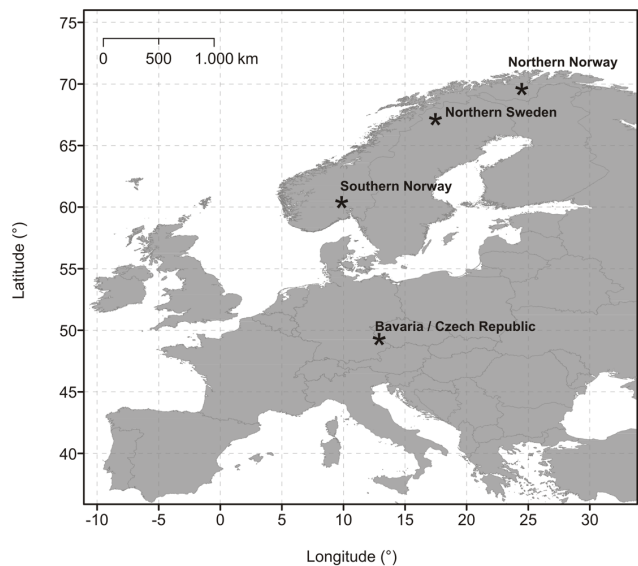 75
0 500 1.000 km
Northern Norway
70
Northern Sweden
65
Southern Norway
60
Latitude (°)
55
Bavaria / Czech Republic
50
45
40
-10 -5 0 5 10 15 20 25 30
Longitude (°)